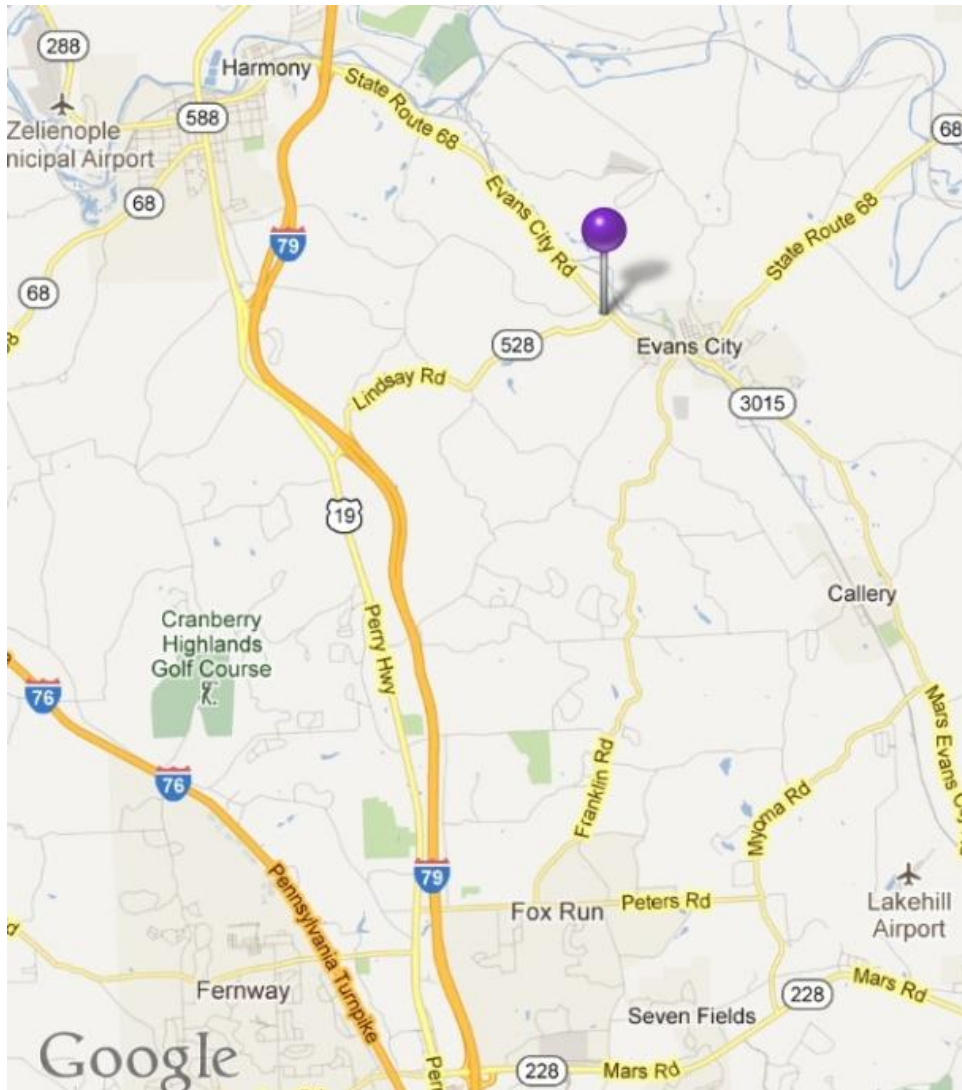 288
Harmony
State Route 68
588
Zelienople
nicipal Airport
68
68
Evans City Rd
State Route 68
68
79
68
528
Evans City
Lindsay Rd
3015
19
Callery
Cranberry
Highlands
Golf Course
Perry Hwy
76
Mars Evans City
76
Franklin Rd
Myoma Rd
79
Pennsylvania Turnpike
Fox Run
Peters Rd
Lakehill
Airport
Fernway
228
Mars Rd
Seven Fields
Google
228
Mars Rd